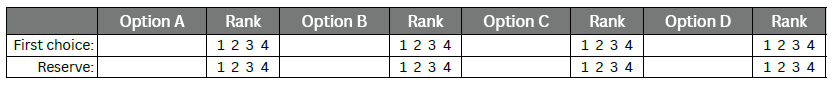 Option A Rank Option B Rank Option C Rank Option D Rank
First choice: 1 2 3 4 1 2 3 4 1 2 3 4 1 2 3 4
Reserve: 1 2 3 4 1 2 3 4 1 2 3 4 1 2 3 4